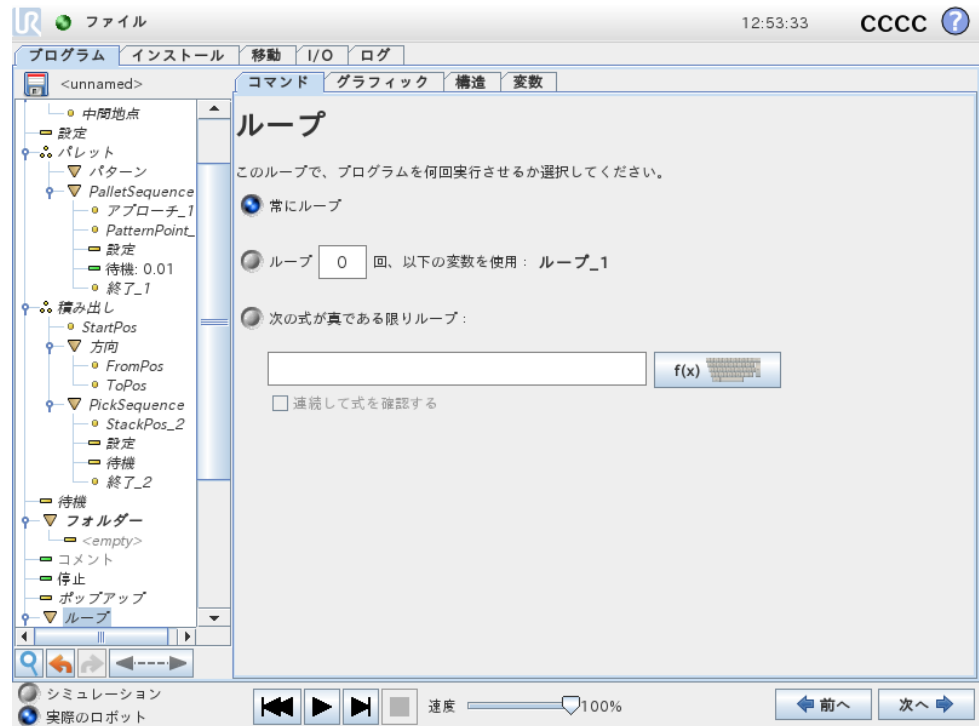 UR ファイル 12:53:33 CCCC ?
プログラム インストール 移動 I/O ログ
<unnamed>
コマンド グラフィック 構造 変数
中間地点
設定
パレット
パターン
PalletSequence
アプローチ_1
PatternPoint_
設定
待機: 0.01
終了_1
積み出し
StartPos
方向
FromPos
ToPos
PickSequence
StackPos_2
設定
待機
終了_2
待機
フォルダー
<empty>
コメント
停止
ポップアップ
ループ
ループ
このループで、プログラムを何回実行させるか選択してください。
常にループ
ループ 0 回、以下の変数を使用： ループ_1
次の式が真である限りループ：
f(x)
連続して式を確認する
シミュレーション
実際のロボット
速度 100%
前へ 次へ